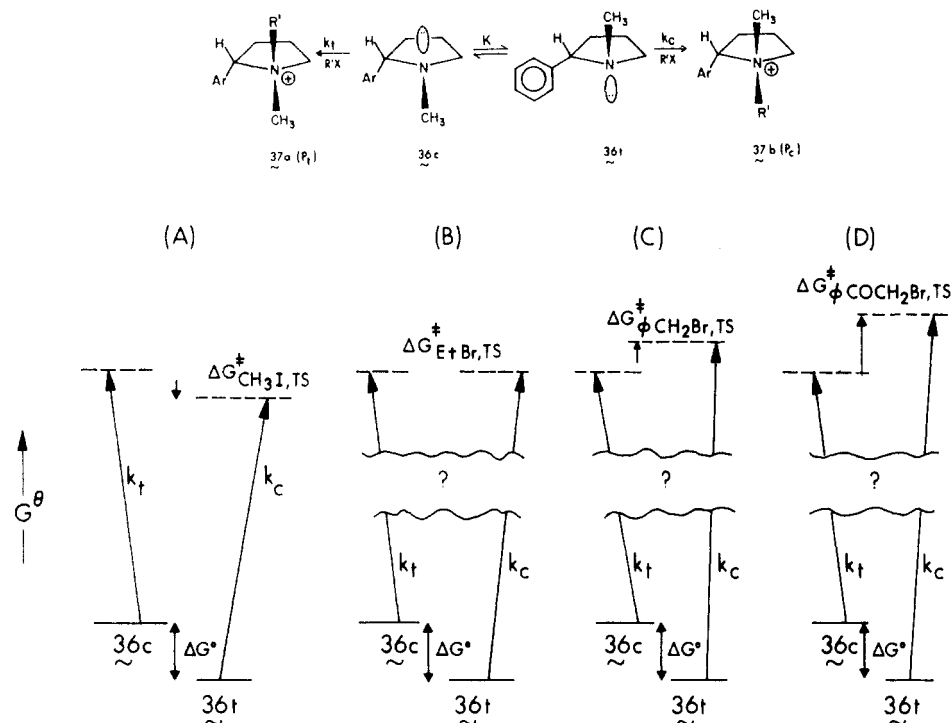 R' CH3
H kt K H kc H
N ⊕ R'X N N R'X N ⊕
Ar Ar Ar
CH3 CH3 R'
37a (Pt) 36c 36t 37b (Pc)
(A) (B) (C) (D)
ΔG‡CH3I,TS ΔG‡EtBr,TS ΔG‡ϕCH2Br,TS ΔG‡ϕCOCH2Br,TS
? ? ?
Gθ
kt kc kt kc kt kc kt kc
36c ΔG° 36c ΔG° 36c ΔG° 36c ΔG°
36t 36t 36t 36t